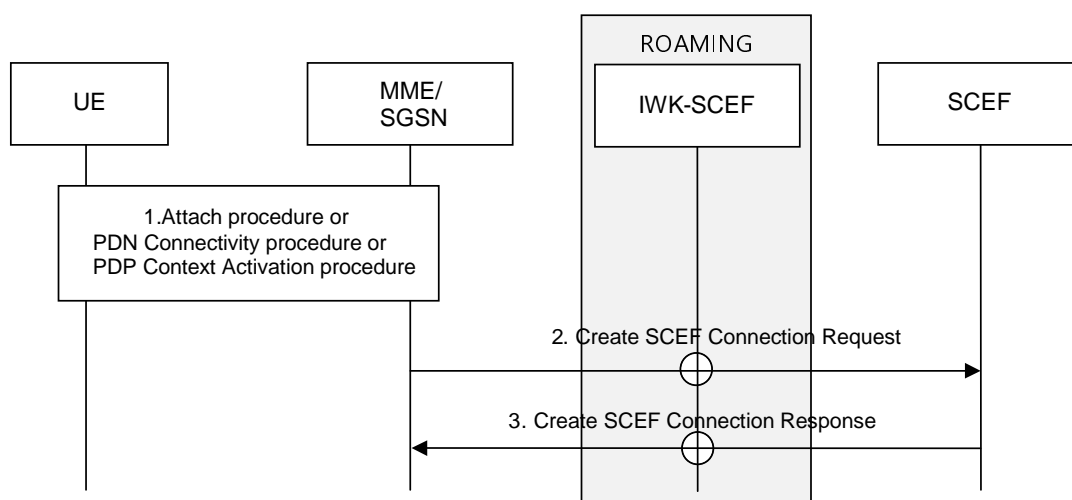 ROAMING
UE
MME/
SGSN
IWK-SCEF
SCEF
1.Attach procedure or
PDN Connectivity procedure or
PDP Context Activation procedure
2. Create SCEF Connection Request
3. Create SCEF Connection Response